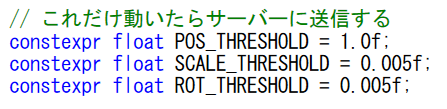 // これだけ動いたらサーバーに送信する
constexpr float POS_THRESHOLD = 1.0f;
constexpr float SCALE_THRESHOLD = 0.005f;
constexpr float ROT_THRESHOLD = 0.005f;